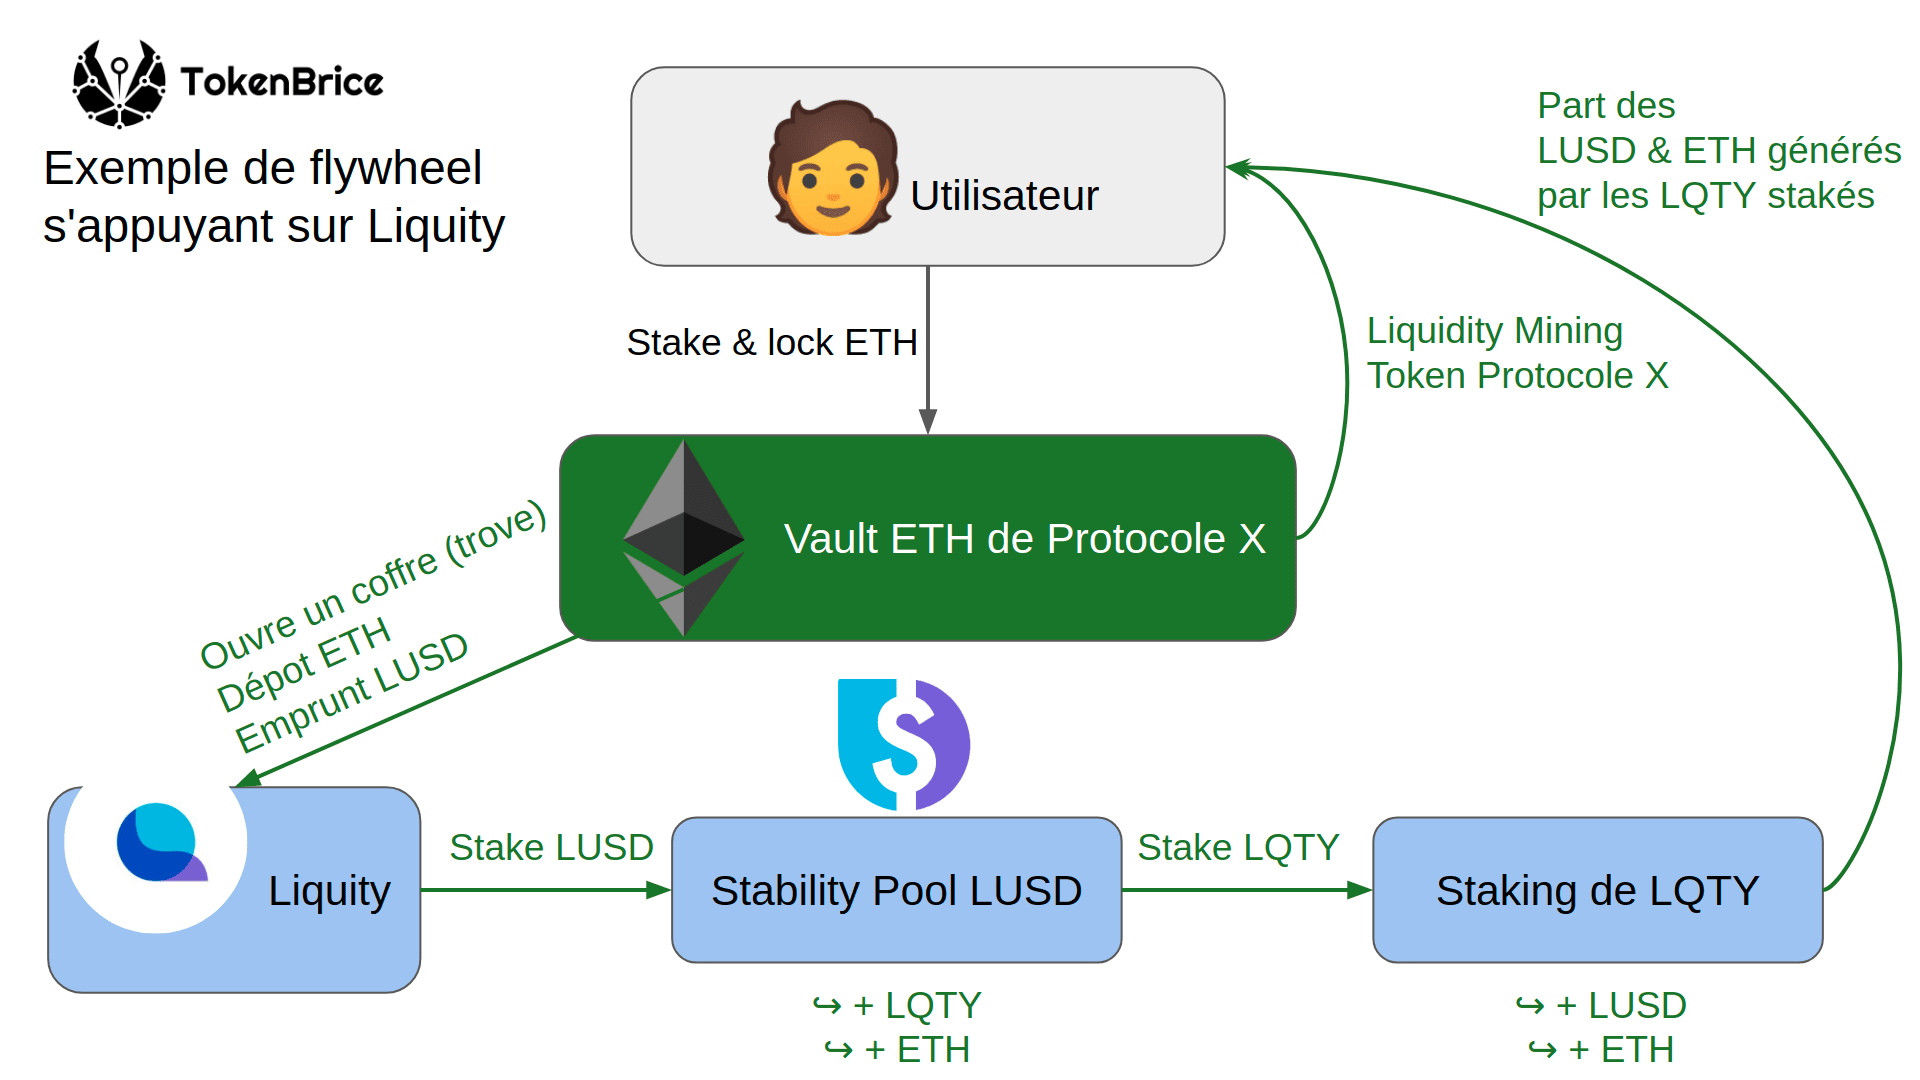 TokenBrice
Exemple de flywheel
s'appuyant sur Liquity
Utilisateur
Part des
LUSD & ETH générés
par les LQTY stakés
Stake & lock ETH
Liquidity Mining
Token Protocole X
Vault ETH de Protocole X
Ouvre un coffre (trove)
Dépot ETH
Emprunt LUSD
Liquity
Stake LUSD
Stability Pool LUSD
Stake LQTY
Staking de LQTY
↪ + LQTY
↪ + ETH
↪ + LUSD
↪ + ETH